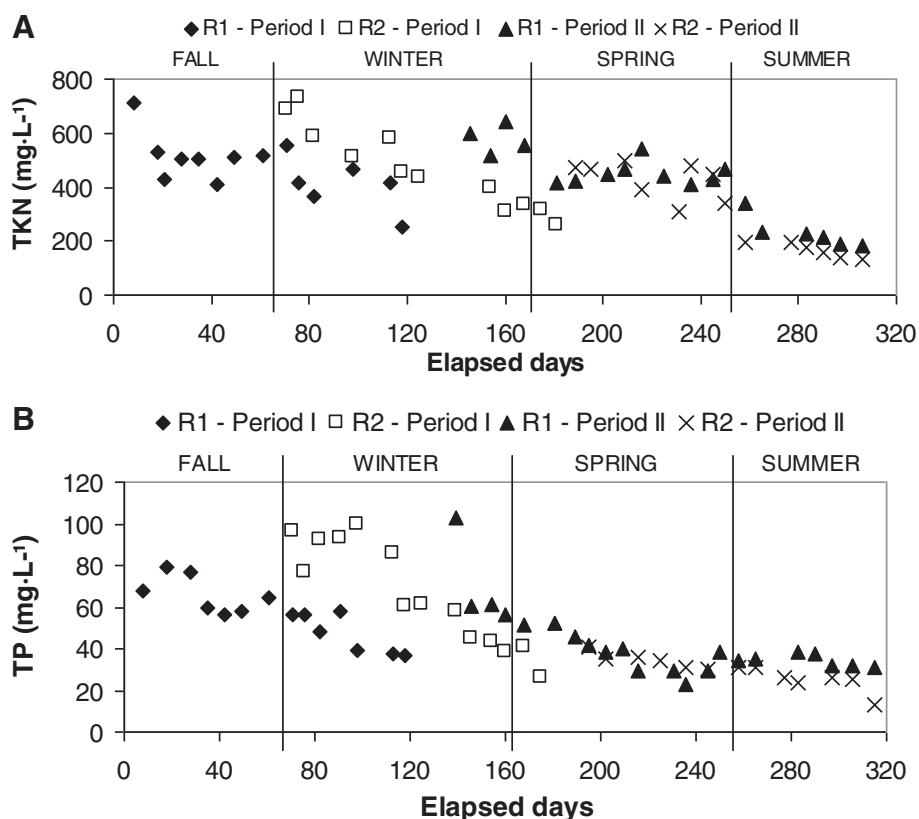 A
◆ R1 - Period I □ R2 - Period I ▲ R1 - Period II × R2 - Period II
FALL WINTER SPRING SUMMER
800
600
400
200
0
TKN (mg·L-¹)
0 40 80 120 160 200 240 280 320
Elapsed days
B
◆ R1 - Period I □ R2 - Period I ▲ R1 - Period II × R2 - Period II
FALL WINTER SPRING SUMMER
120
100
80
60
40
20
0
TP (mg·L-¹)
0 40 80 120 160 200 240 280 320
Elapsed days